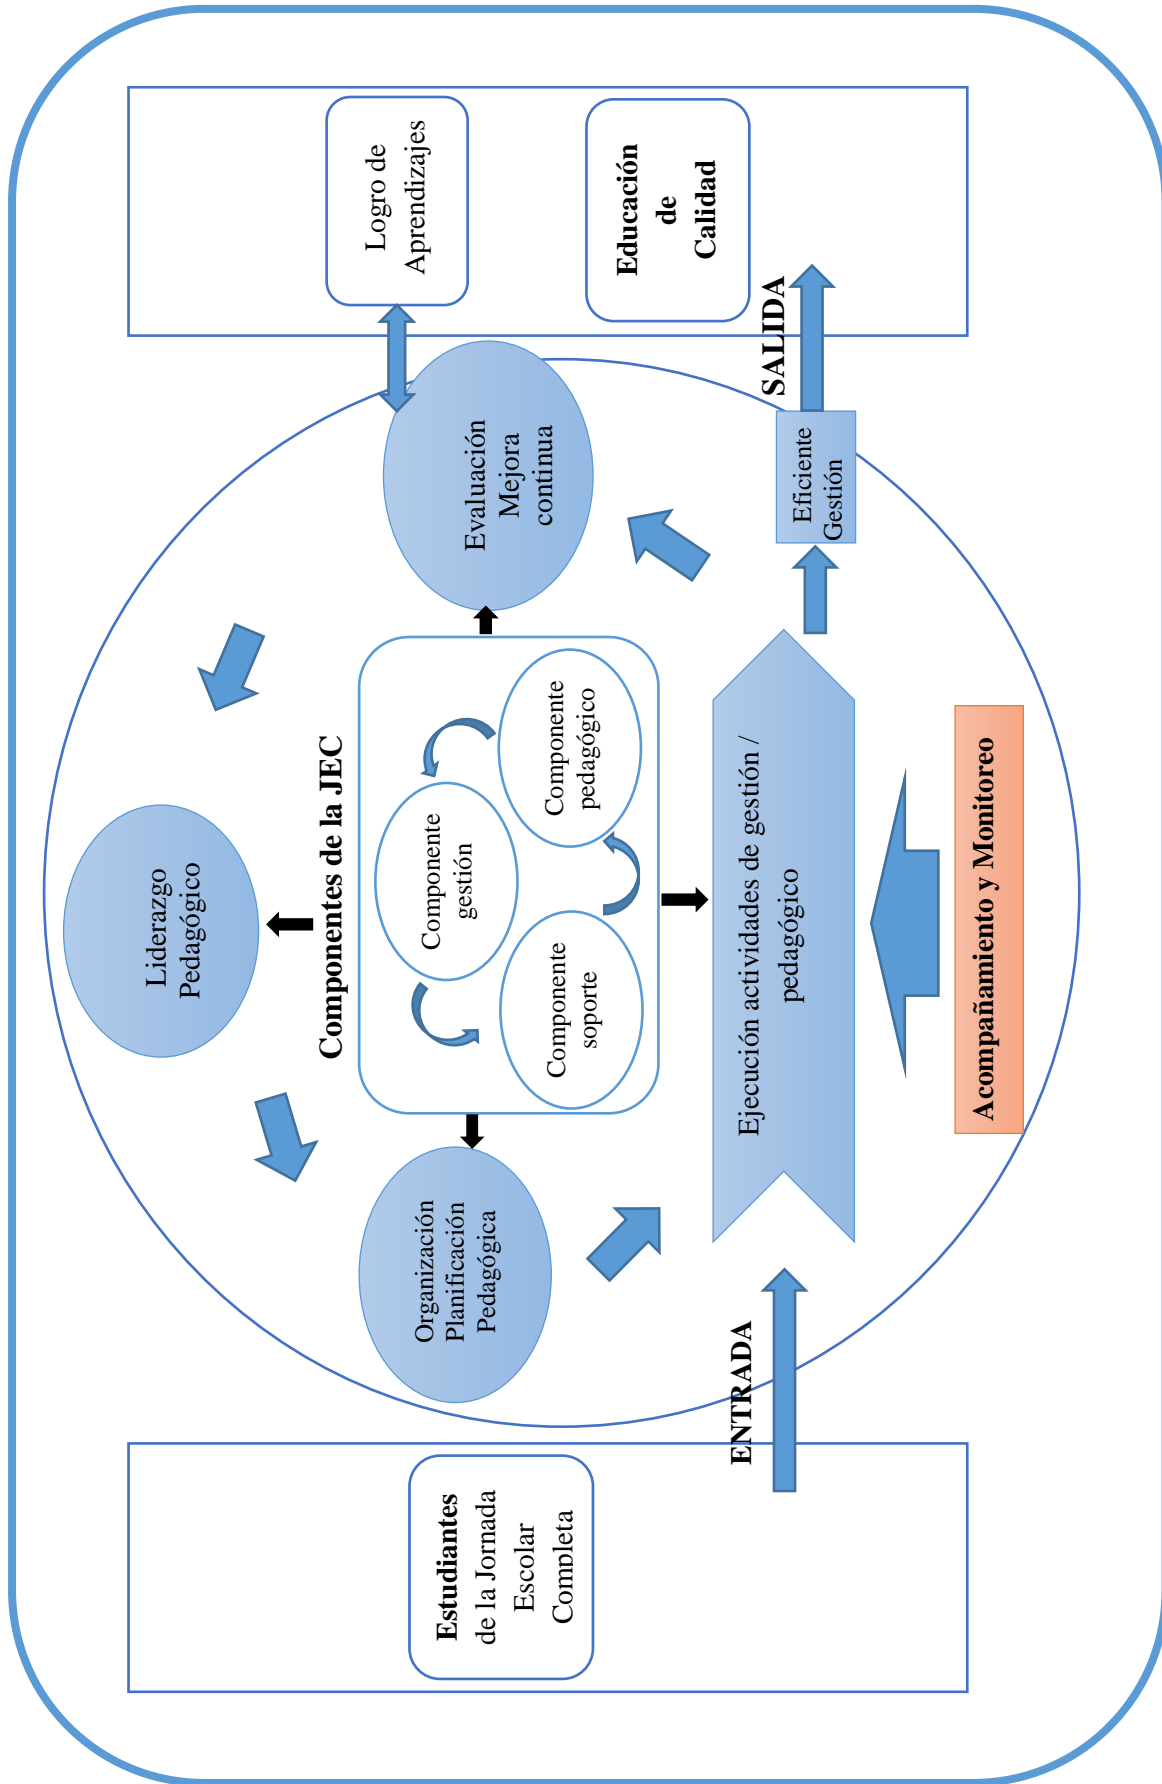 Estudiantes
de la Jornada
Escolar
Completa
ENTRADA
Organización
Planificación
Pedagógica
Liderazgo
Pedagógico
Componentes de la JEC
Componente
gestión
Componente
soporte
Componente
pedagógico
Ejecución actividades de gestión /
pedagógico
Acompañamiento y Monitoreo
Evaluación
Mejora
continua
Eficiente
Gestión
SALIDA
Logro de
Aprendizajes
Educación
de
Calidad